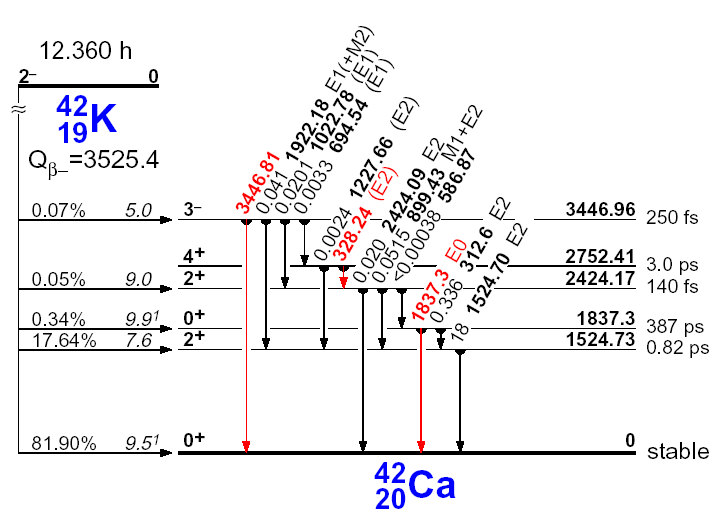 12.360 h
2⁻ 0
⁴²₁₉K
Qβ₋=3525.4
3446.81
0.041 1922.18 E1(+M2)
0.0201 1022.78 (E1)
0.0033 694.54 (E1)
0.0024 1227.66 (E2)
328.24 (E2)
0.020 2424.09 E2
0.0515 899.43 M1+E2
<0.00038 586.87
1837.3 E0
0.336 312.6 E2
18 1524.70 E2
0.07% 5.0 3⁻ 3446.96 250 fs
4⁺ 2752.41 3.0 ps
0.05% 9.0 2⁺ 2424.17 140 fs
0.34% 9.9¹ 0⁺ 1837.3 387 ps
17.64% 7.6 2⁺ 1524.73 0.82 ps
81.90% 9.5¹ 0⁺ 0 stable
⁴²₂₀Ca